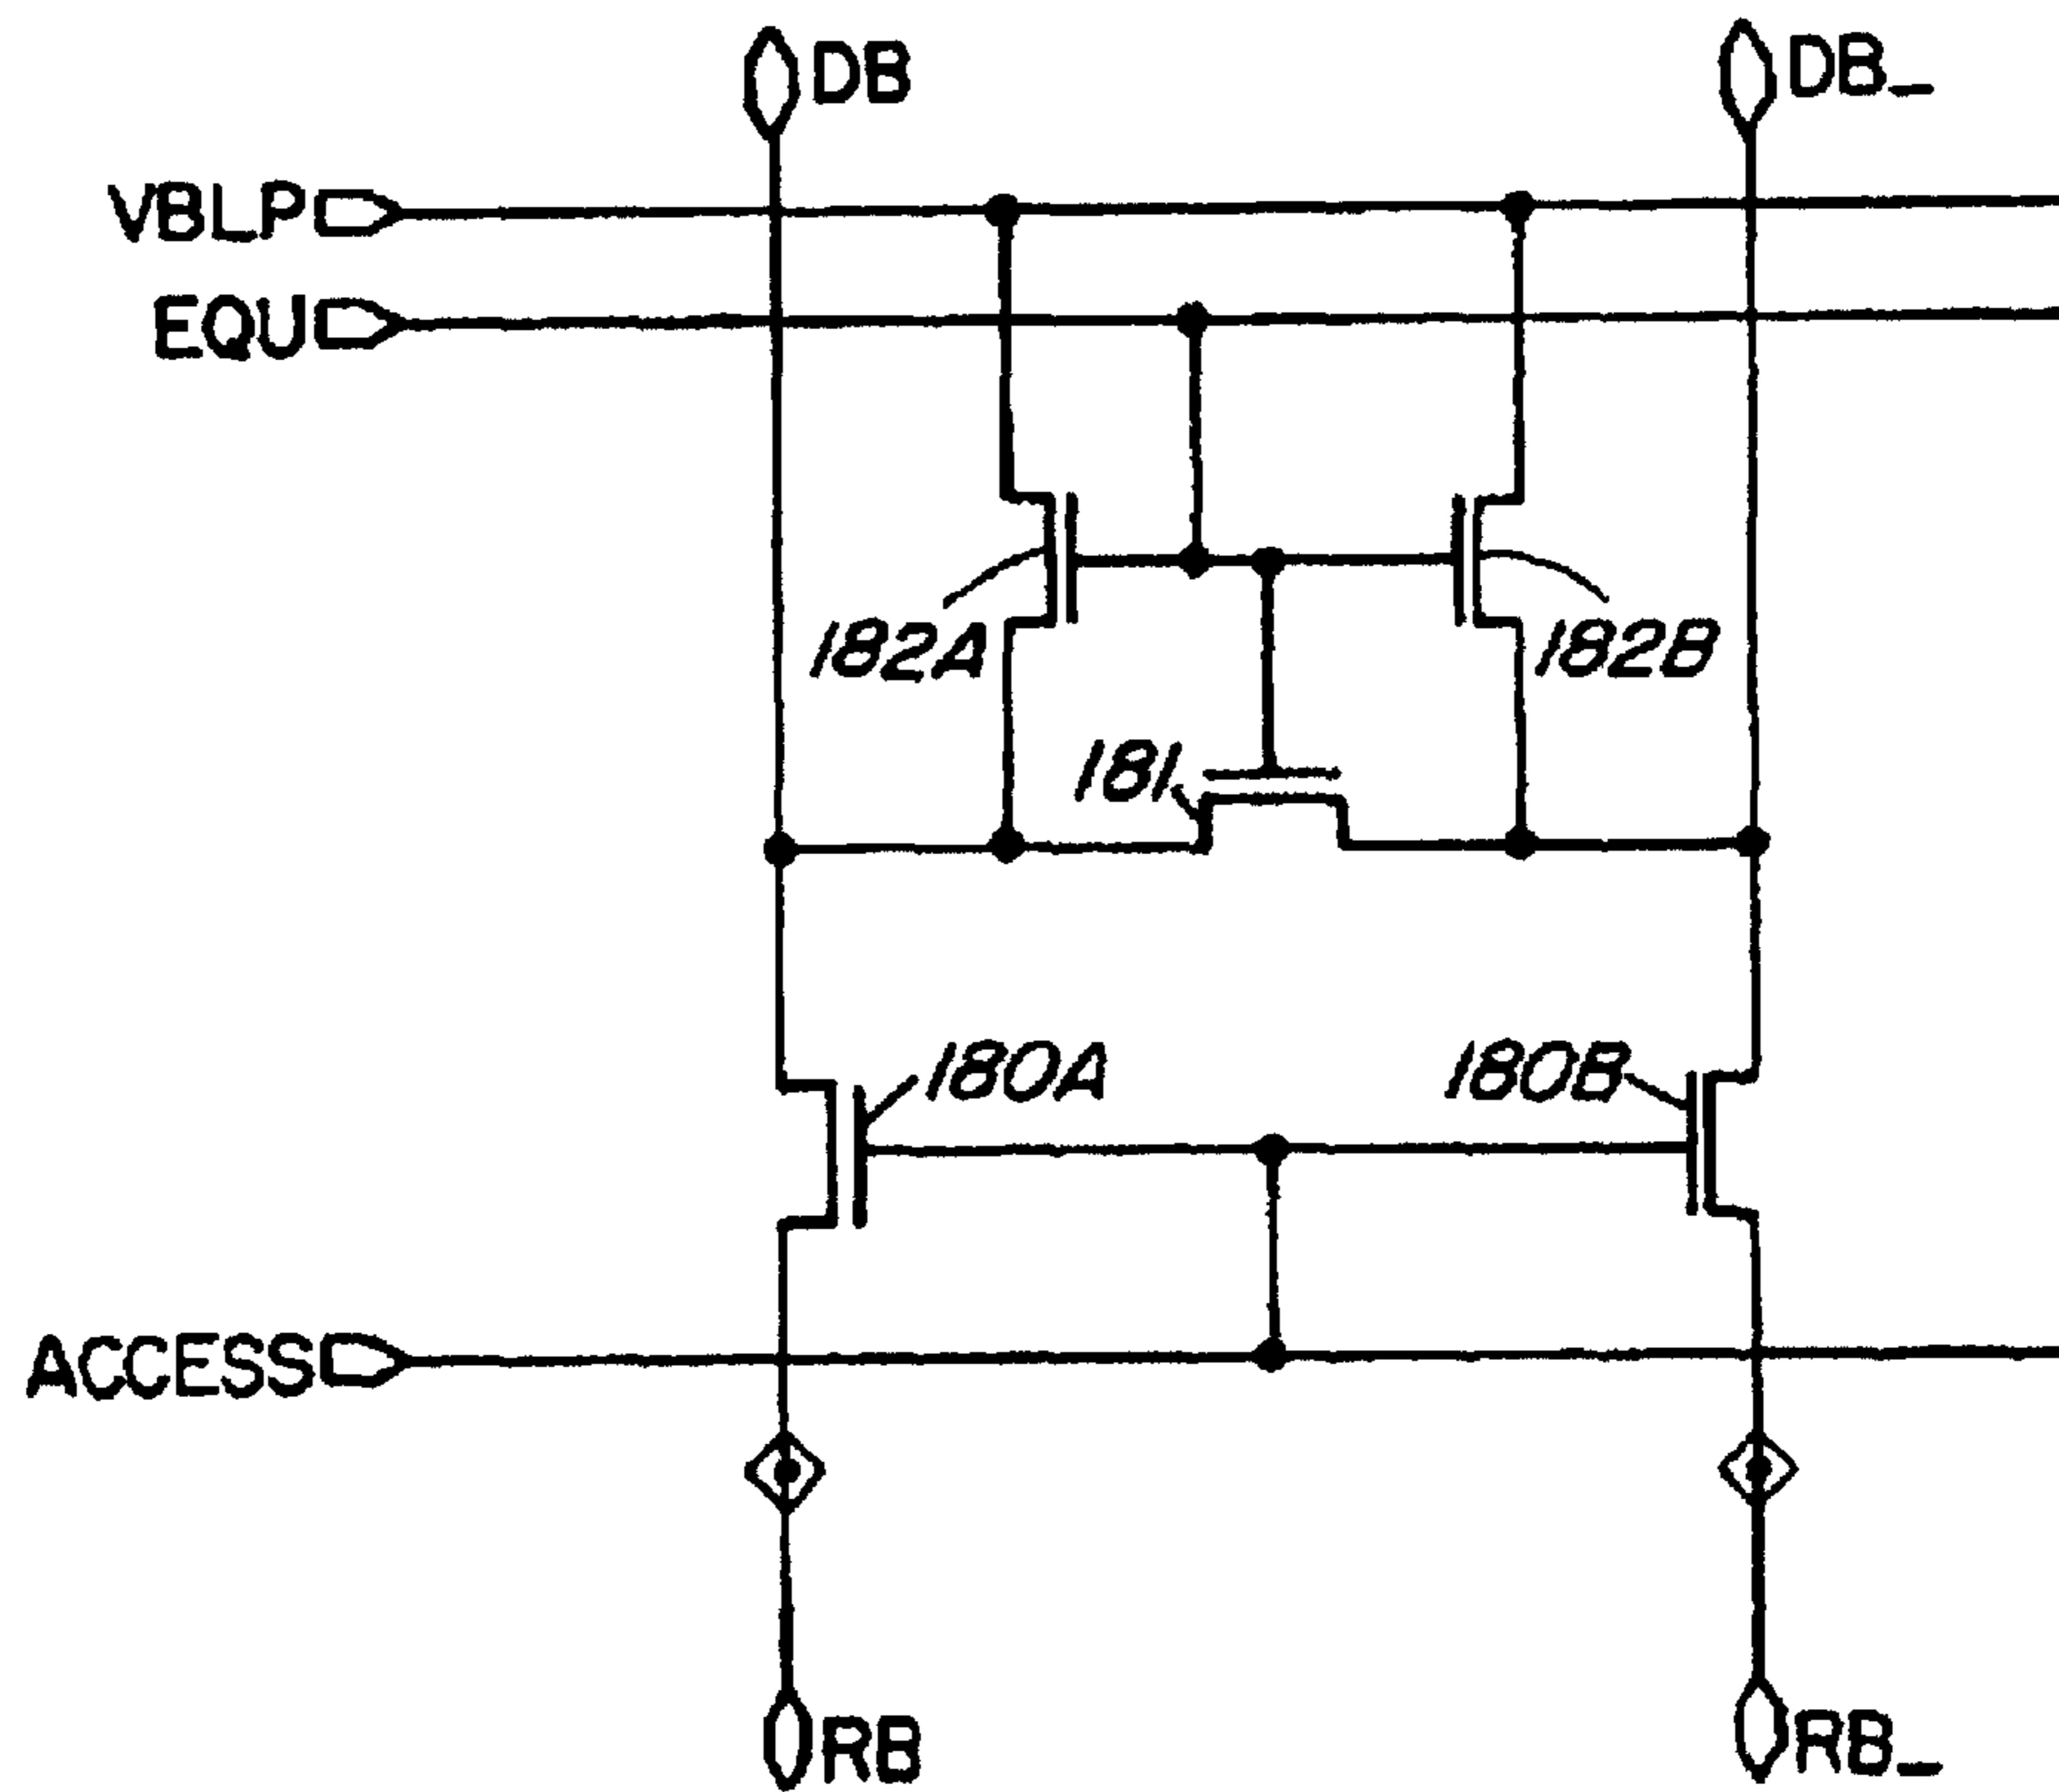 DB
DB_
VBLP
EQU
182A
182B
181
180A
180B
ACCESS
RB
RB_